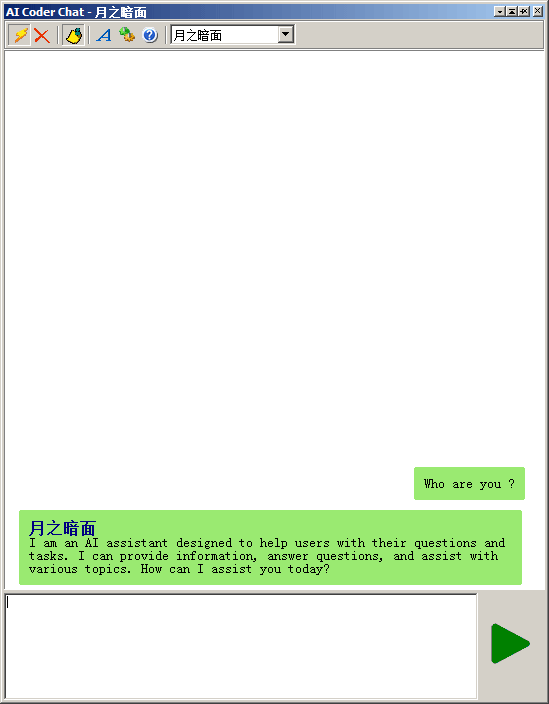 AI Coder Chat - 月之暗面
月之暗面
Who are you ?
月之暗面
I am an AI assistant designed to help users with their questions and
tasks. I can provide information, answer questions, and assist with
various topics. How can I assist you today?